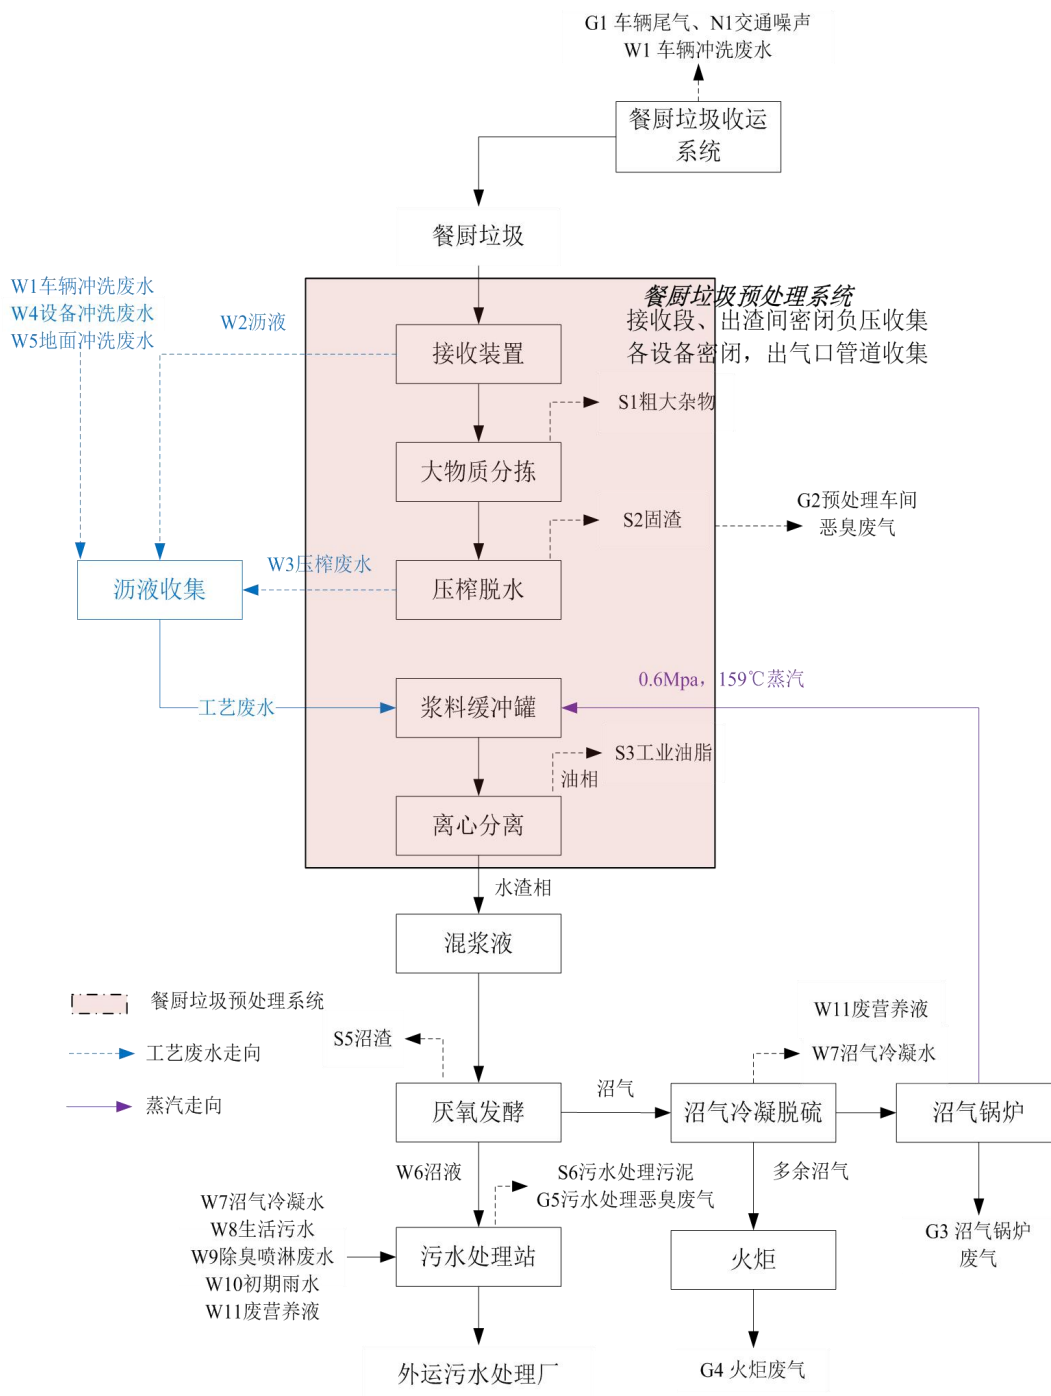 G1 车辆尾气、N1交通噪声
W1 车辆冲洗废水
餐厨垃圾收运
系统
餐厨垃圾
W1车辆冲洗废水
W4设备冲洗废水
W5地面冲洗废水
W2沥液
餐厨垃圾预处理系统
接收段、出渣间密闭负压收集
各设备密闭，出气口管道收集
接收装置
S1粗大杂物
大物质分拣
S2固渣
G2预处理车间
恶臭废气
W3压榨废水
沥液收集
压榨脱水
0.6Mpa，159℃蒸汽
工艺废水
浆料缓冲罐
S3工业油脂
油相
离心分离
水渣相
混浆液
餐厨垃圾预处理系统
工艺废水走向
蒸汽走向
S5沼渣
W11废营养液
W7沼气冷凝水
厌氧发酵
沼气
沼气冷凝脱硫
沼气锅炉
W6沼液
S6污水处理污泥
G5污水处理恶臭废气
多余沼气
W7沼气冷凝水
W8生活污水
W9除臭喷淋废水
W10初期雨水
W11废营养液
污水处理站
火炬
G3 沼气锅炉
废气
外运污水处理厂
G4 火炬废气